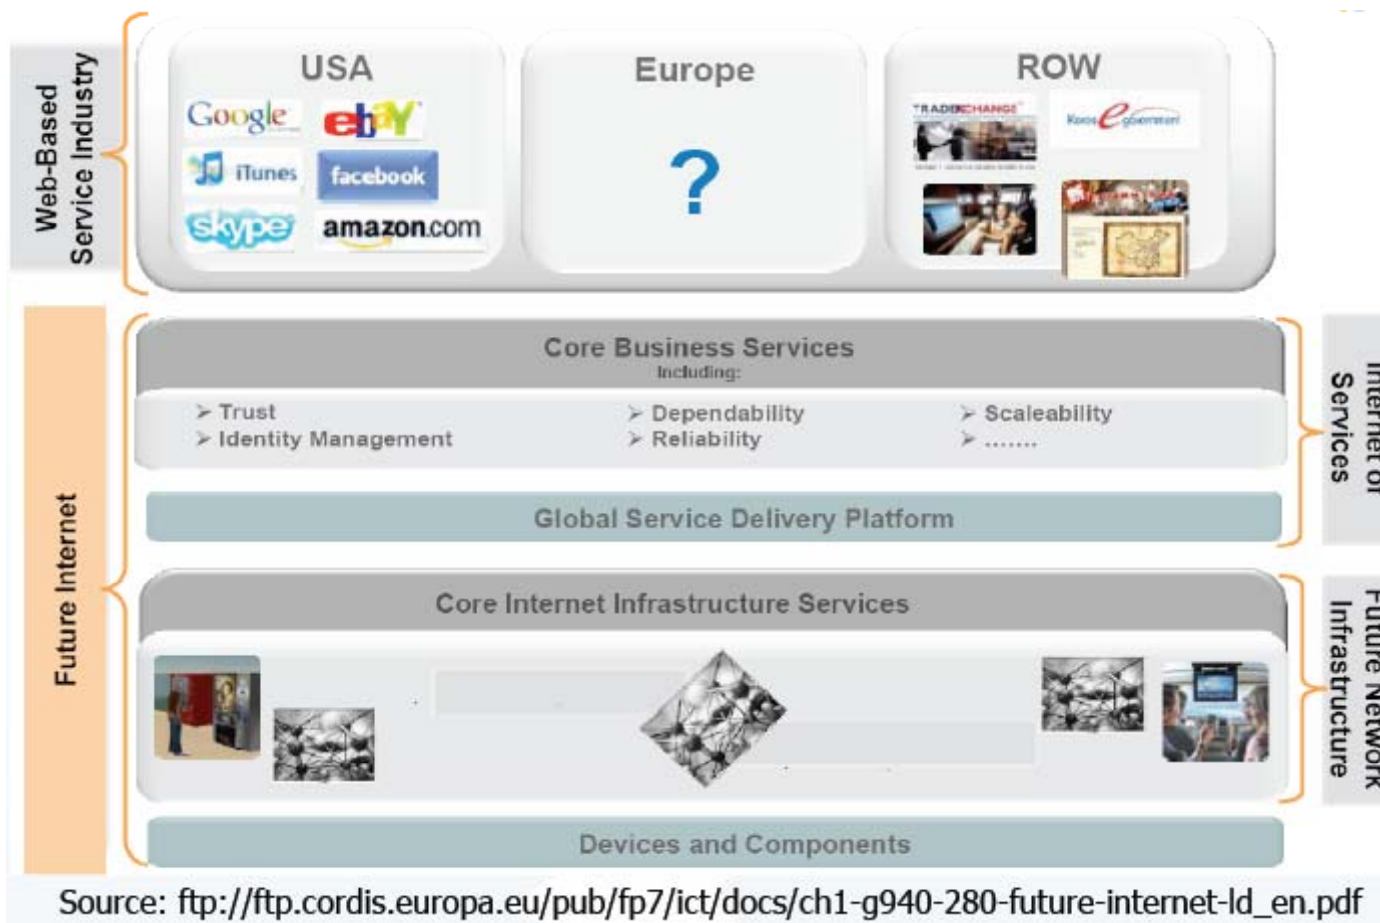 Web-Based
Service Industry
USA
Google
ebY
iTunes
facebook
skype
amazon.com
Europe
?
ROW
TRADEXCHANGE
Korea egovernment
Future Internet
Core Business Services
Including:
Trust
Identity Management
Dependability
Reliability
Scaleability
.......
Global Service Delivery Platform
Internet of
Services
Core Internet Infrastructure Services
Future Network
Infrastructure
Devices and Components
Source: ftp://ftp.cordis.europa.eu/pub/fp7/ict/docs/ch1-g940-280-future-internet-ld_en.pdf